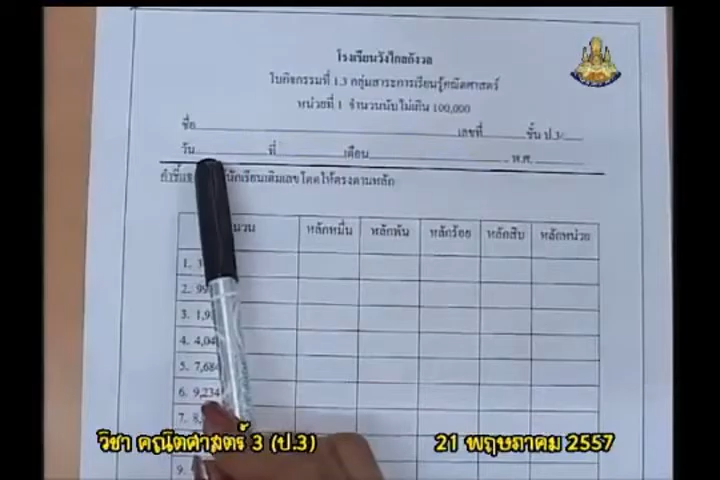 โรงเรียนวังไกลกังวล
ใบกิจกรรมที่ 1.3 กลุ่มสาระการเรียนรู้คณิตศาสตร์
หน่วยที่ 1 จำนวนนับไม่เกิน 100,000
ชื่อ เลขที่ ชั้น ป.3/
วัน ที่ เดือน พ.ศ.
นักเรียนเติมเลขโดดให้ตรงตามหลัก
หลักหมื่น หลักพัน หลักร้อย หลักสิบ หลักหน่วย
1.
2.
3.
4.
5.
6. 9,234
7.
9.
วิชา คณิตศาสตร์ 3 (ป.3) 21 พฤษภาคม 2557